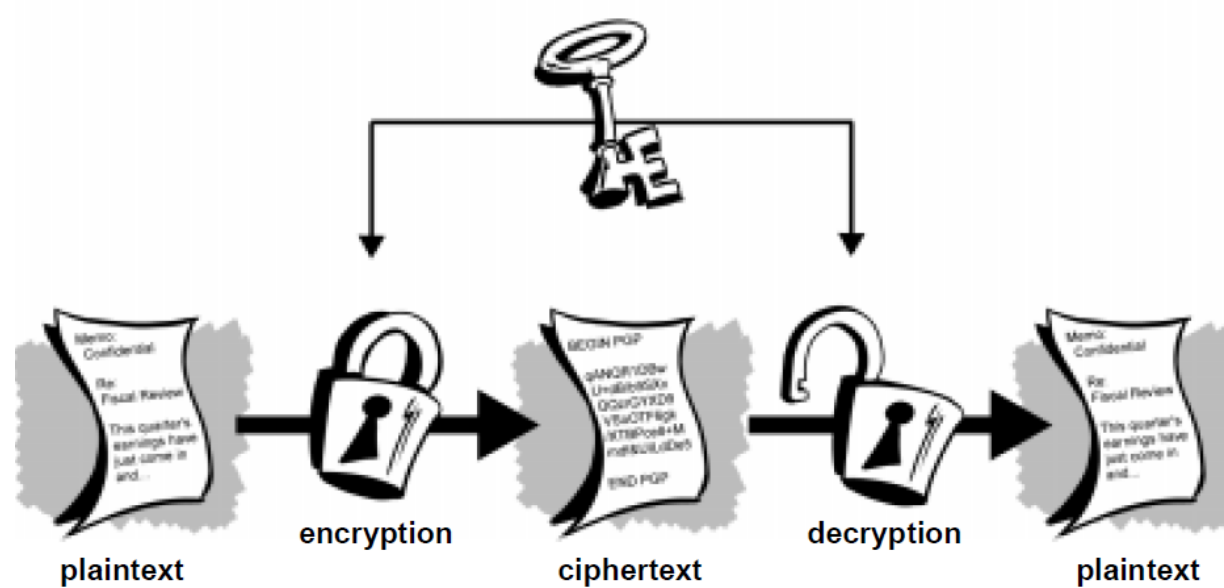 Memo:
Confidential
Re:
Fiscal Review
This quarter's
earnings have
just come in
and...
BEGIN PGP
END PGP
Memo:
Confidential
Re:
Fiscal Review
This quarter's
earnings have
just come in
and...
encryption
decryption
plaintext
ciphertext
plaintext